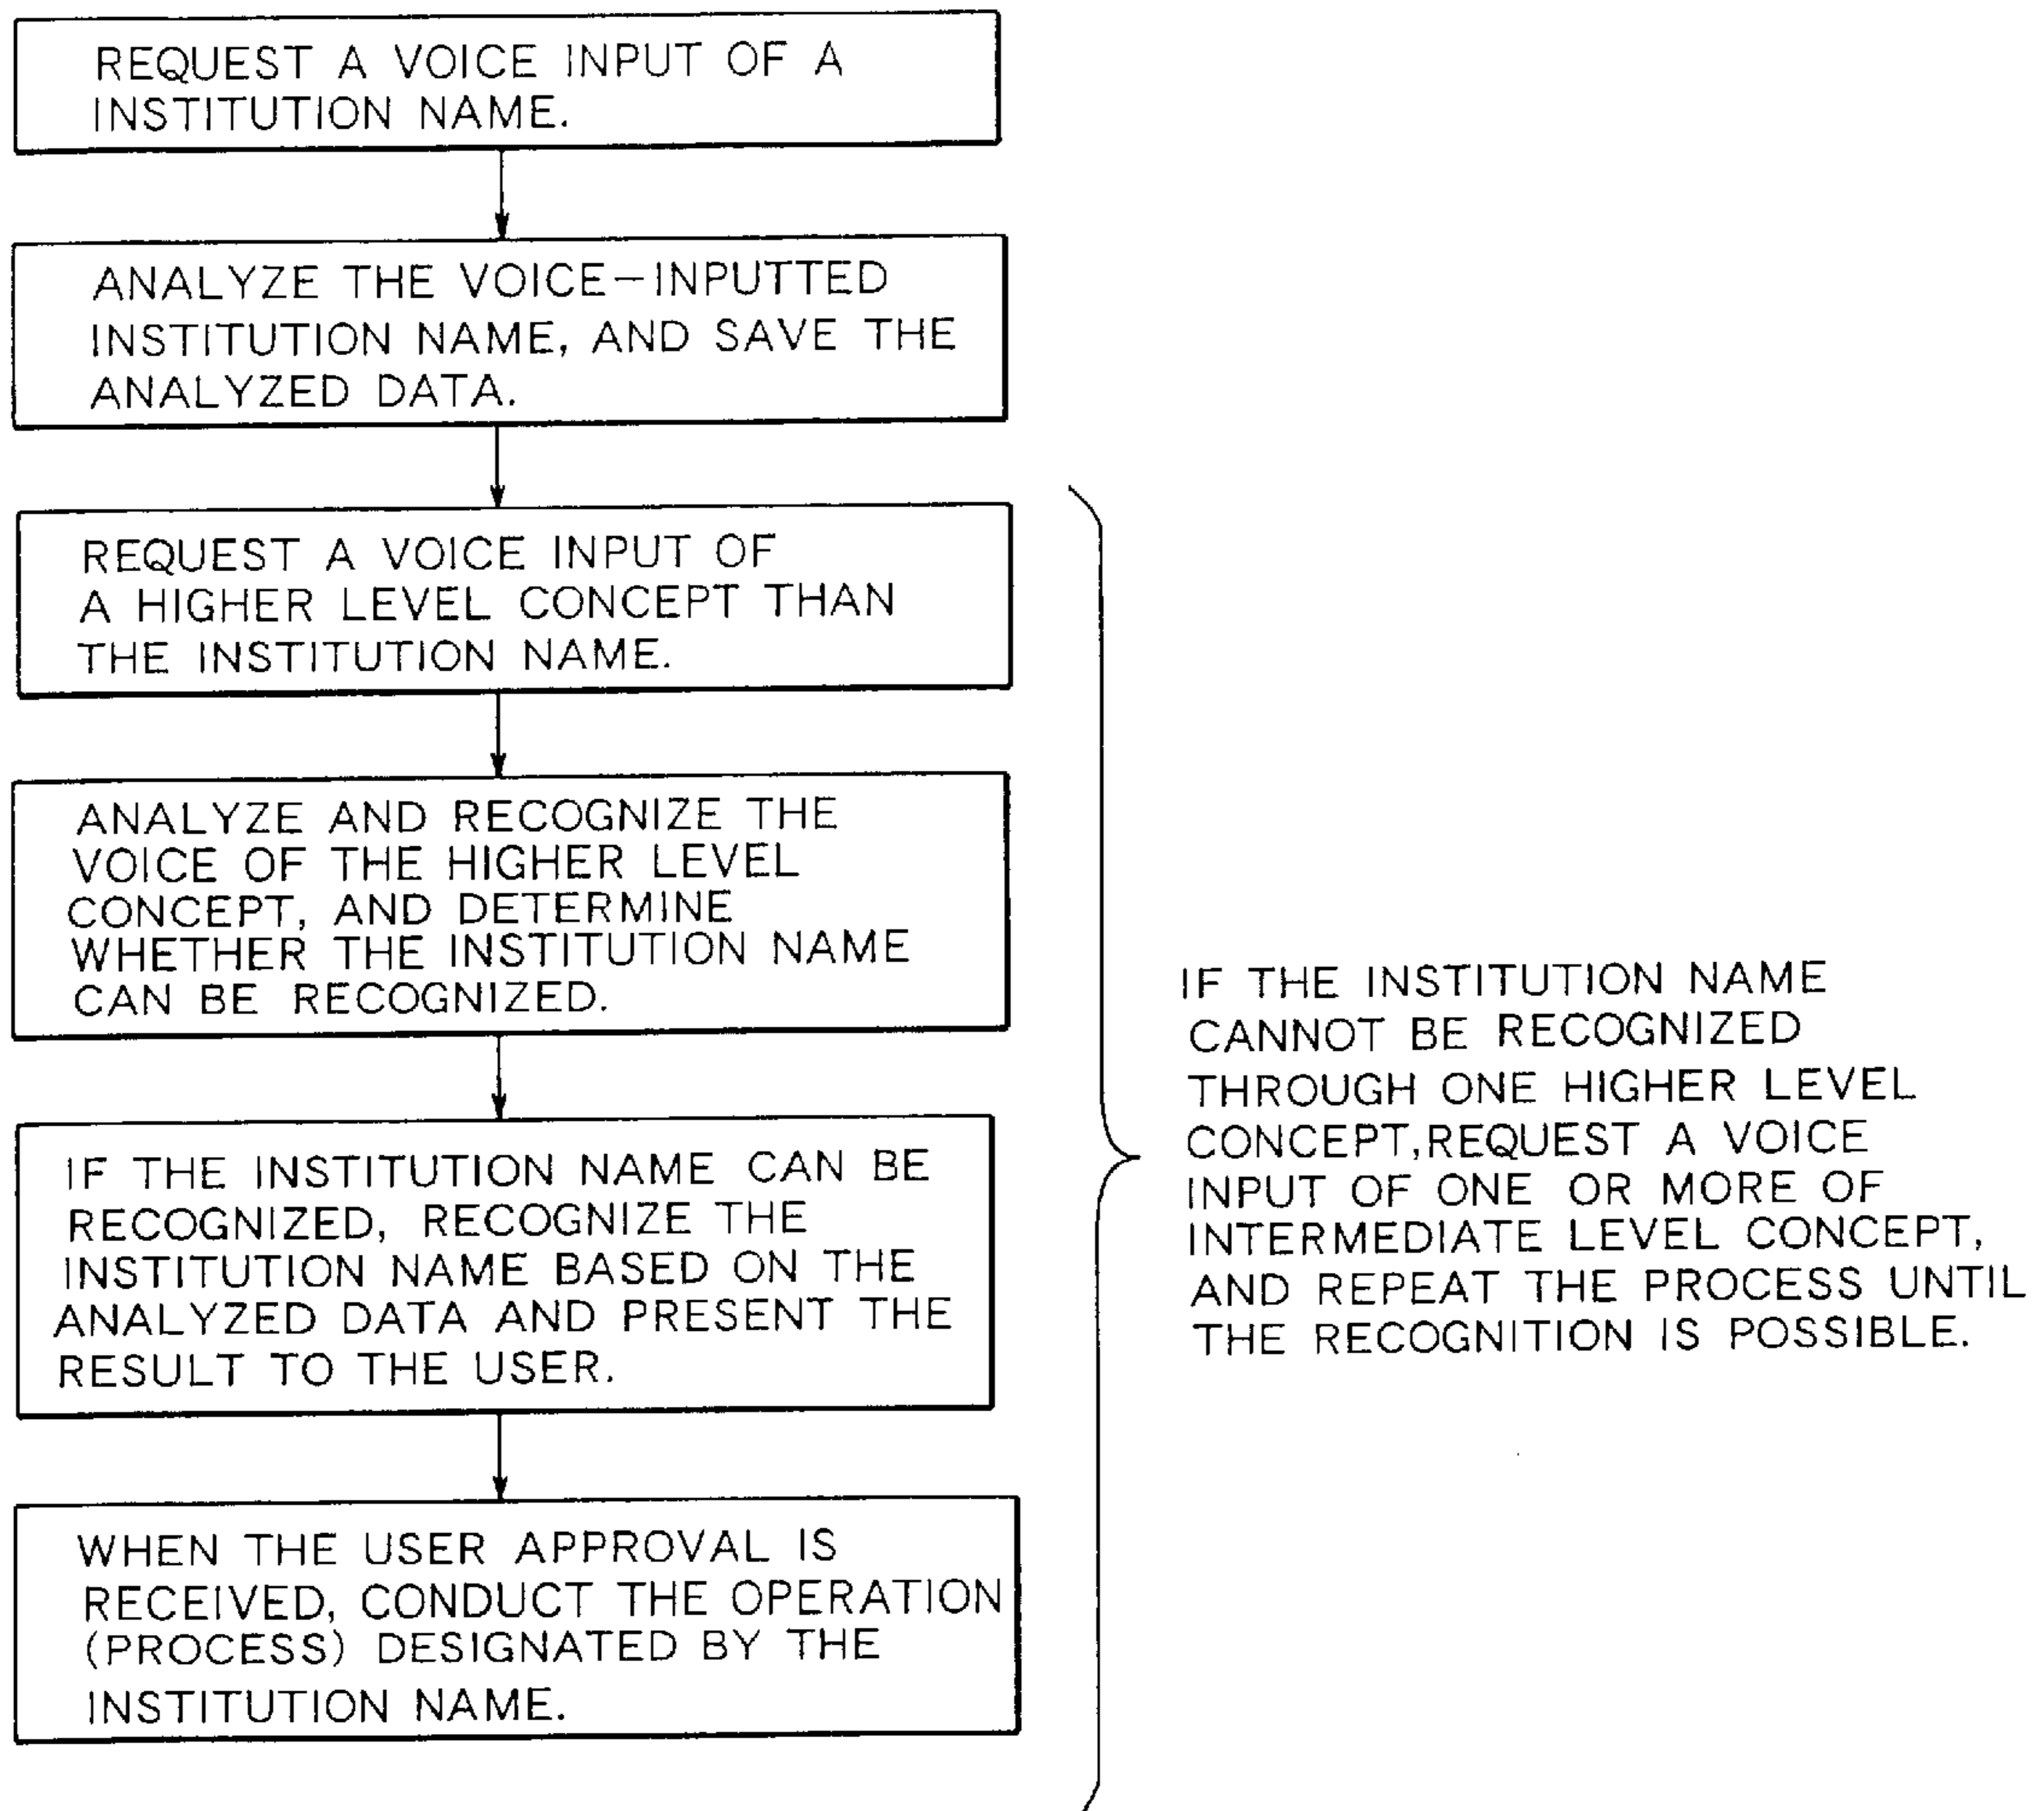 REQUEST A VOICE INPUT OF A
INSTITUTION NAME.
ANALYZE THE VOICE-INPUTTED
INSTITUTION NAME, AND SAVE THE
ANALYZED DATA.
REQUEST A VOICE INPUT OF
A HIGHER LEVEL CONCEPT THAN
THE INSTITUTION NAME.
ANALYZE AND RECOGNIZE THE
VOICE OF THE HIGHER LEVEL
CONCEPT, AND DETERMINE
WHETHER THE INSTITUTION NAME
CAN BE RECOGNIZED.
IF THE INSTITUTION NAME CAN BE
RECOGNIZED, RECOGNIZE THE
INSTITUTION NAME BASED ON THE
ANALYZED DATA AND PRESENT THE
RESULT TO THE USER.
WHEN THE USER APPROVAL IS
RECEIVED, CONDUCT THE OPERATION
(PROCESS) DESIGNATED BY THE
INSTITUTION NAME.
IF THE INSTITUTION NAME
CANNOT BE RECOGNIZED
THROUGH ONE HIGHER LEVEL
CONCEPT,REQUEST A VOICE
INPUT OF ONE OR MORE OF
INTERMEDIATE LEVEL CONCEPT,
AND REPEAT THE PROCESS UNTIL
THE RECOGNITION IS POSSIBLE.